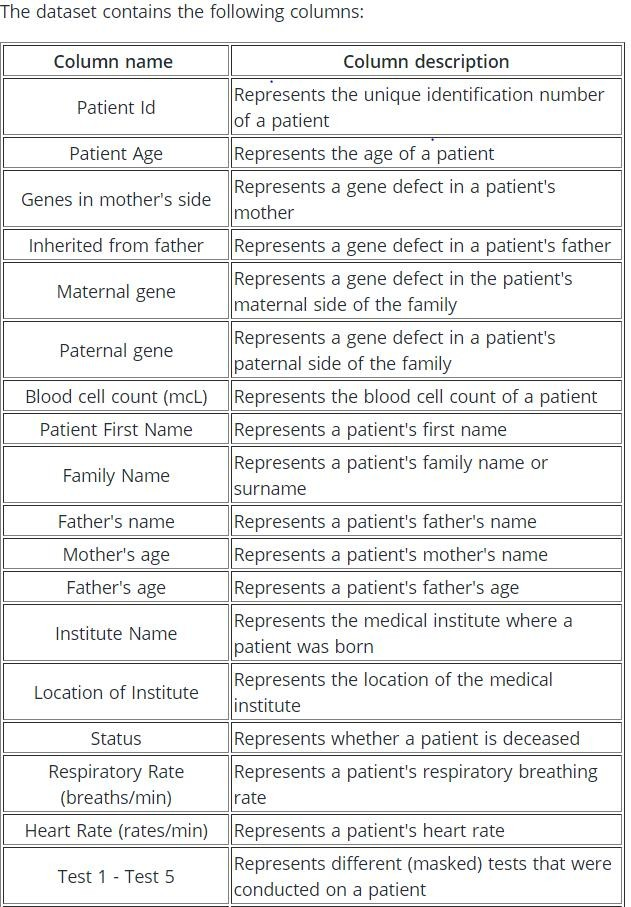 The dataset contains the following columns:
Column name
Column description
Patient Id
Represents the unique identification number
of a patient
Patient Age
Represents the age of a patient
Genes in mother's side
Represents a gene defect in a patient's
mother
Inherited from father
Represents a gene defect in a patient's father
Maternal gene
Represents a gene defect in the patient's
maternal side of the family
Paternal gene
Represents a gene defect in a patient's
paternal side of the family
Blood cell count (mcL)
Represents the blood cell count of a patient
Patient First Name
Represents a patient's first name
Family Name
Represents a patient's family name or
surname
Father's name
Represents a patient's father's name
Mother's age
Represents a patient's mother's name
Father's age
Represents a patient's father's age
Institute Name
Represents the medical institute where a
patient was born
Location of Institute
Represents the location of the medical
institute
Status
Represents whether a patient is deceased
Respiratory Rate
(breaths/min)
Represents a patient's respiratory breathing
rate
Heart Rate (rates/min)
Represents a patient's heart rate
Test 1 - Test 5
Represents different (masked) tests that were
conducted on a patient